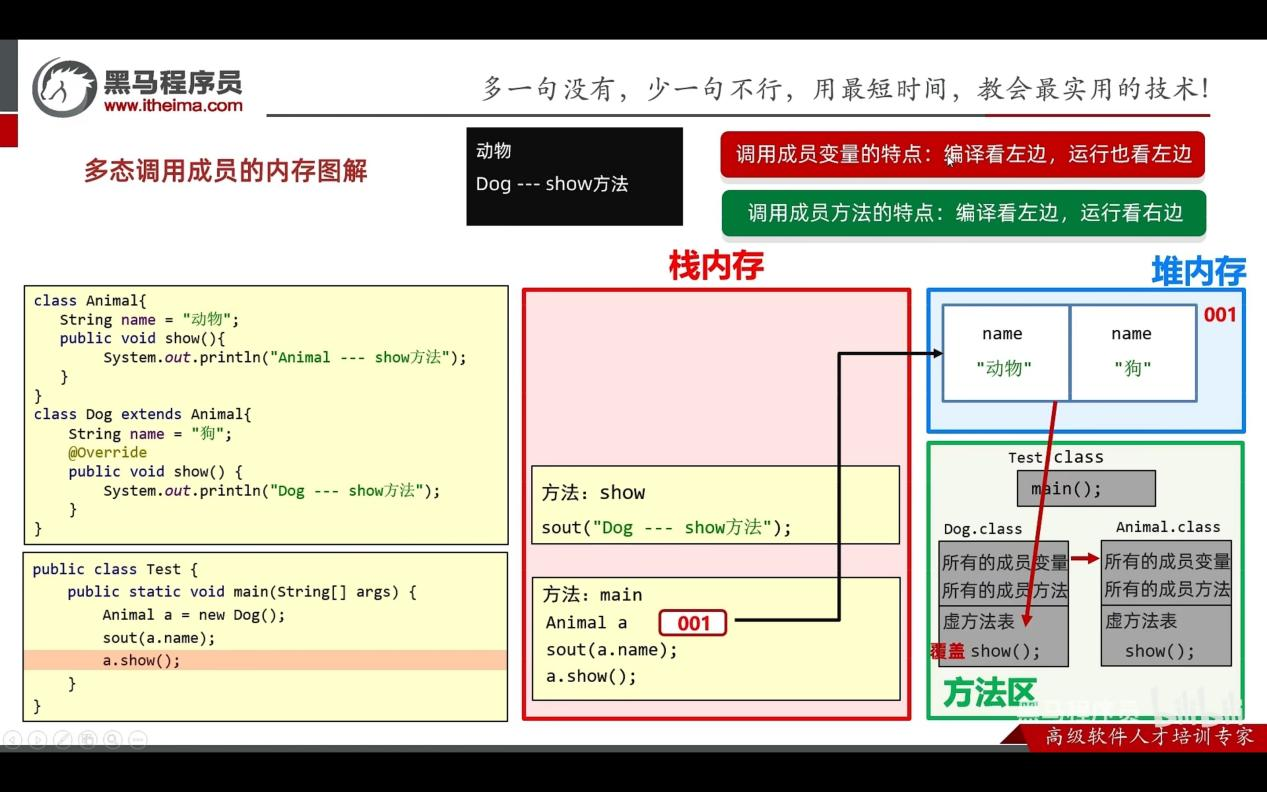 黑马程序员
www.itheima.com
多一句没有，少一句不行，用最短时间，教会最实用的技术！
多态调用成员的内存图解
动物
Dog --- show方法
调用成员变量的特点：编译看左边，运行也看左边
调用成员方法的特点：编译看左边，运行看右边
class Animal{
String name = "动物";
public void show(){
System.out.println("Animal --- show方法");
}
}
class Dog extends Animal{
String name = "狗";
@Override
public void show() {
System.out.println("Dog --- show方法");
}
}
public class Test {
public static void main(String[] args) {
Animal a = new Dog();
sout(a.name);
a.show();
}
}
栈内存
方法：show
sout("Dog --- show方法");
方法：main
Animal a 001
sout(a.name);
a.show();
堆内存
001
name
"动物"
name
"狗"
Test.class
main();
Dog.class
所有的成员变量
所有的成员方法
虚方法表
覆盖 show();
Animal.class
所有的成员变量
所有的成员方法
虚方法表
show();
方法区
黑马程序员
高级软件人才培训专家